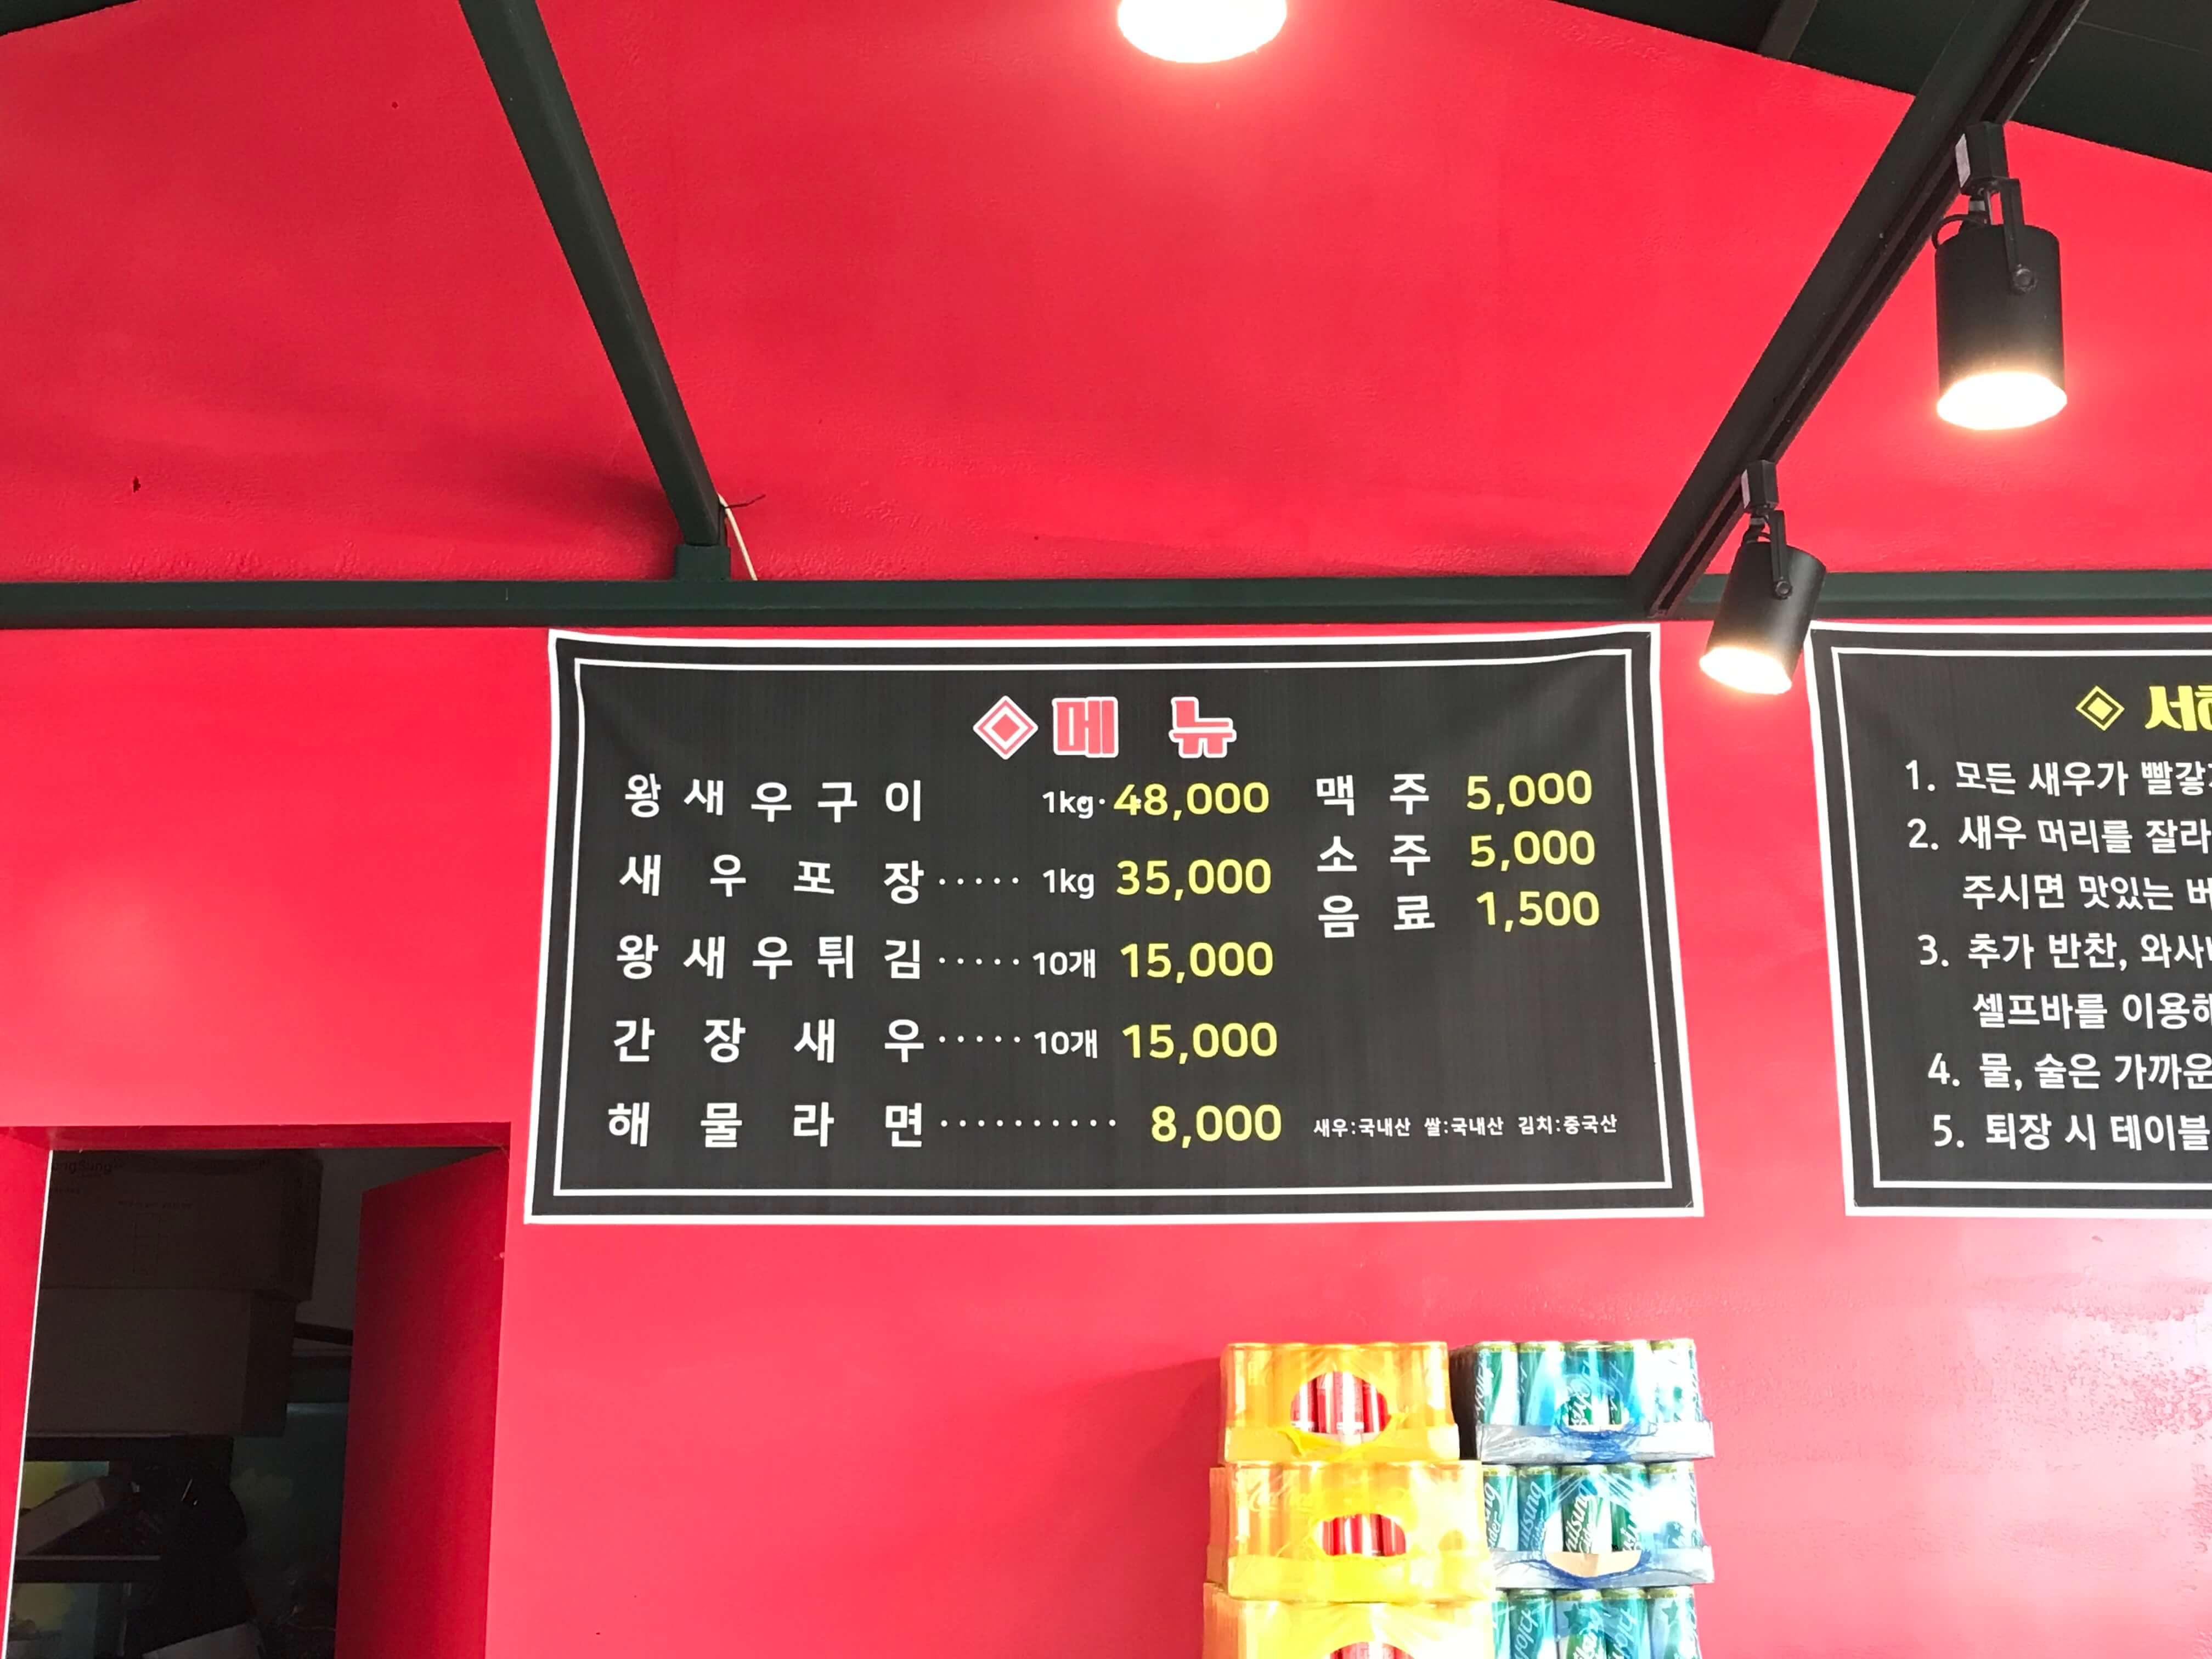 메 뉴
왕새우구이 1kg·48,000
새우포장····· 1kg 35,000
왕새우튀김····· 10개 15,000
간장새우····· 10개 15,000
해물라면·········· 8,000
맥 주 5,000
소 주 5,000
음 료 1,500
새우:국내산 쌀:국내산 김치:중국산
1. 모든 새우가
2. 새우 머리를
주시면 맛있는
3. 추가 반찬,
셀프바를
4. 물, 술은
5. 퇴장 시 테이블